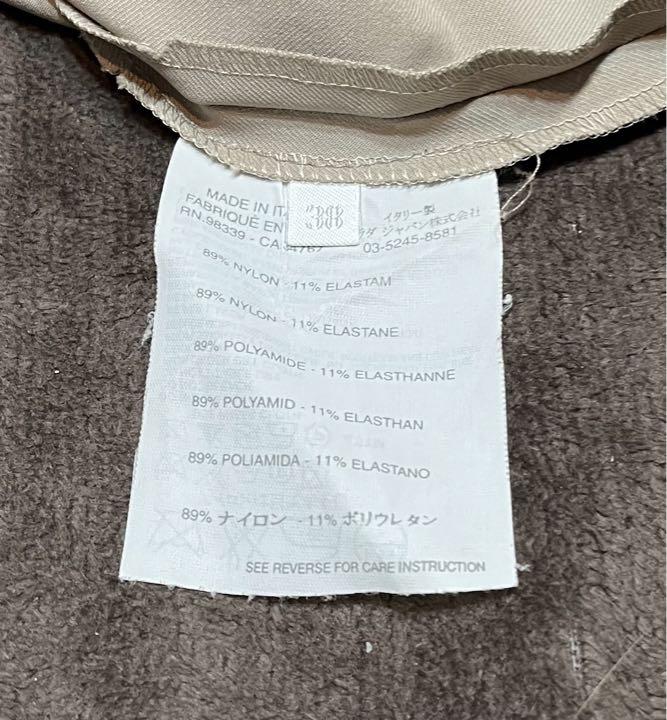 MADE IN ITA
FABRIQUÉ EN
RN.98339 - CA 34787
イタリー製
ダ ジャパン株式会社
03-5245-8581
89% NYLON - 11% ELASTAM
89% NYLON - 11% ELASTANE
89% POLYAMIDE - 11% ELASTHANNE
89% POLYAMID - 11% ELASTHAN
89% POLIAMIDA - 11% ELASTANO
89% ナイロン - 11% ポリウレタン
SEE REVERSE FOR CARE INSTRUCTION